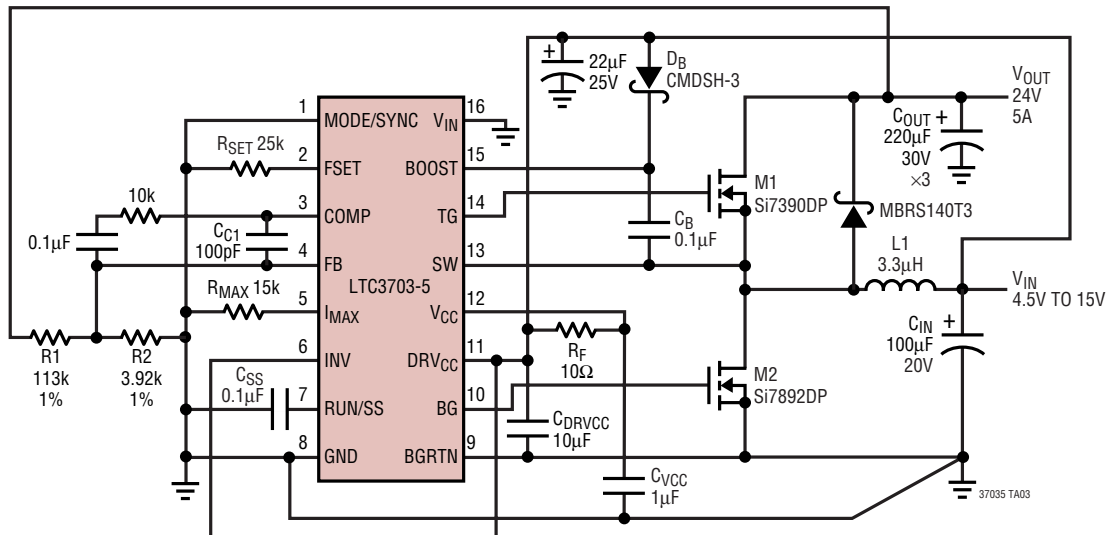 +
22µF
25V
DB
CMDSH-3
VOUT
24V
5A
COUT +
220µF
30V
×3
1
MODE/SYNC
VIN
16
RSET 25k
2
FSET
BOOST
15
10k
3
COMP
TG
14
M1
Si7390DP
MBRS140T3
0.1µF
CC1
100pF
4
FB
SW
13
CB
0.1µF
L1
3.3µH
LTC3703-5
RMAX 15k
5
IMAX
VCC
12
VIN
4.5V TO 15V
R1
113k
1%
R2
3.92k
1%
6
INV
DRVCC
11
RF
10Ω
CIN
+
100µF
20V
CSS
0.1µF
7
RUN/SS
BG
10
M2
Si7892DP
CDRVCC
10µF
8
GND
BGRTN
9
CVCC
1µF
37035 TA03